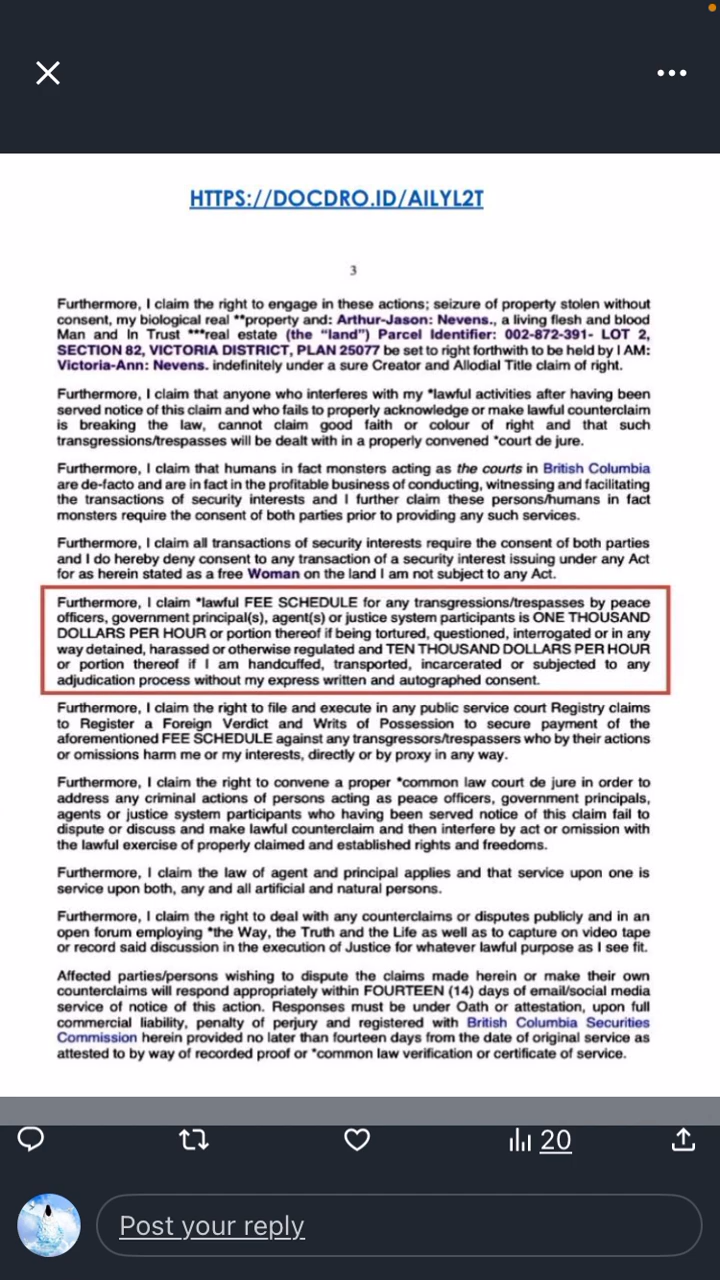 HTTPS://DOCDRO.ID/AILYL2T
3
Furthermore, I claim the right to engage in these actions; seizure of property stolen without
consent, my biological real **property and: Arthur-Jason: Nevens., a living flesh and blood
Man and In Trust ***real estate (the “land”) Parcel Identifier: 002-872-391- LOT 2,
SECTION 82, VICTORIA DISTRICT, PLAN 25077 be set to right forthwith to be held by I AM:
Victoria-Ann: Nevens. indefinitely under a sure Creator and Allodial Title claim of right.
Furthermore, I claim that anyone who interferes with my *lawful activities after having been
served notice of this claim and who fails to properly acknowledge or make lawful counterclaim
is breaking the law, cannot claim good faith or colour of right and that such
transgressions/trespasses will be dealt with in a properly convened *court de jure.
Furthermore, I claim that humans in fact monsters acting as the courts in British Columbia
are de-facto and are in fact in the profitable business of conducting, witnessing and facilitating
the transactions of security interests and I further claim these persons/humans in fact
monsters require the consent of both parties prior to providing any such services.
Furthermore, I claim all transactions of security interests require the consent of both parties
and I do hereby deny consent to any transaction of a security interest issuing under any Act
for as herein stated as a free Woman on the land I am not subject to any Act.
Furthermore, I claim *lawful FEE SCHEDULE for any transgressions/trespasses by peace
officers, government principal(s), agent(s) or justice system participants is ONE THOUSAND
DOLLARS PER HOUR or portion thereof if being tortured, questioned, interrogated or in any
way detained, harassed or otherwise regulated and TEN THOUSAND DOLLARS PER HOUR
or portion thereof if I am handcuffed, transported, incarcerated or subjected to any
adjudication process without my express written and autographed consent.
Furthermore, I claim the right to file and execute in any public service court Registry claims
to Register a Foreign Verdict and Writs of Possession to secure payment of the
aforementioned FEE SCHEDULE against any transgressors/trespassers who by their actions
or omissions harm me or my interests, directly or by proxy in any way.
Furthermore, I claim the right to convene a proper *common law court de jure in order to
address any criminal actions of persons acting as peace officers, government principals,
agents or justice system participants who having been served notice of this claim fail to
dispute or discuss and make lawful counterclaim and then interfere by act or omission with
the lawful exercise of properly claimed and established rights and freedoms.
Furthermore, I claim the law of agent and principal applies and that service upon one is
service upon both, any and all artificial and natural persons.
Furthermore, I claim the right to deal with any counterclaims or disputes publicly and in an
open forum employing *the Way, the Truth and the Life as well as to capture on video tape
or record said discussion in the execution of Justice for whatever lawful purpose as I see fit.
Affected parties/persons wishing to dispute the claims made herein or make their own
counterclaims will respond appropriately within FOURTEEN (14) days of email/social media
service of notice of this action. Responses must be under Oath or attestation, upon full
commercial liability, penalty of perjury and registered with British Columbia Securities
Commission herein provided no later than fourteen days from the date of original service as
attested to by way of recorded proof or *common law verification or certificate of service.
20
Post your reply